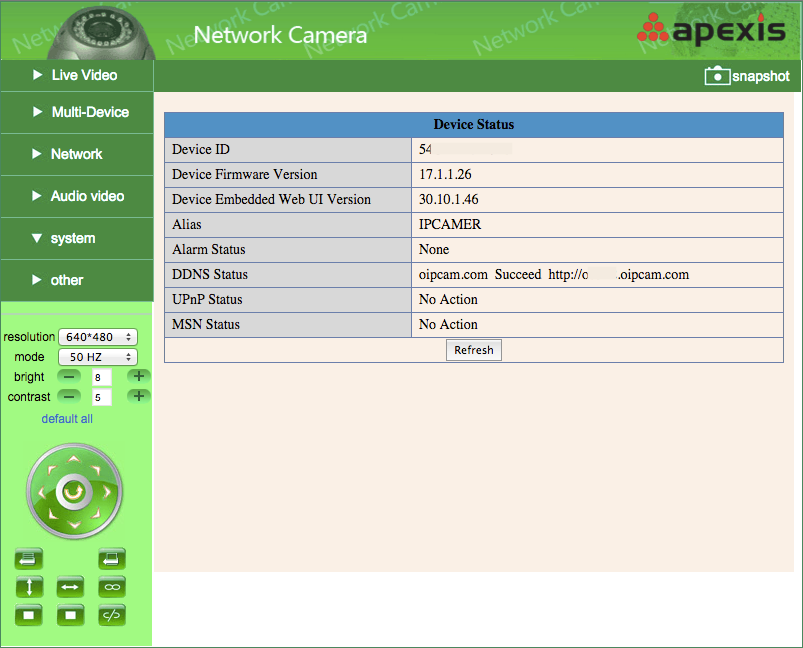 Network Camera
apexis
snapshot
Live Video
Multi-Device
Network
Audio video
system
other
resolution 640*480
mode 50 HZ
bright 8
contrast 5
default all
Device Status
Device ID 54
Device Firmware Version 17.1.1.26
Device Embedded Web UI Version 30.10.1.46
Alias IPCAMER
Alarm Status None
DDNS Status oipcam.com Succeed http://o .oipcam.com
UPnP Status No Action
MSN Status No Action
Refresh